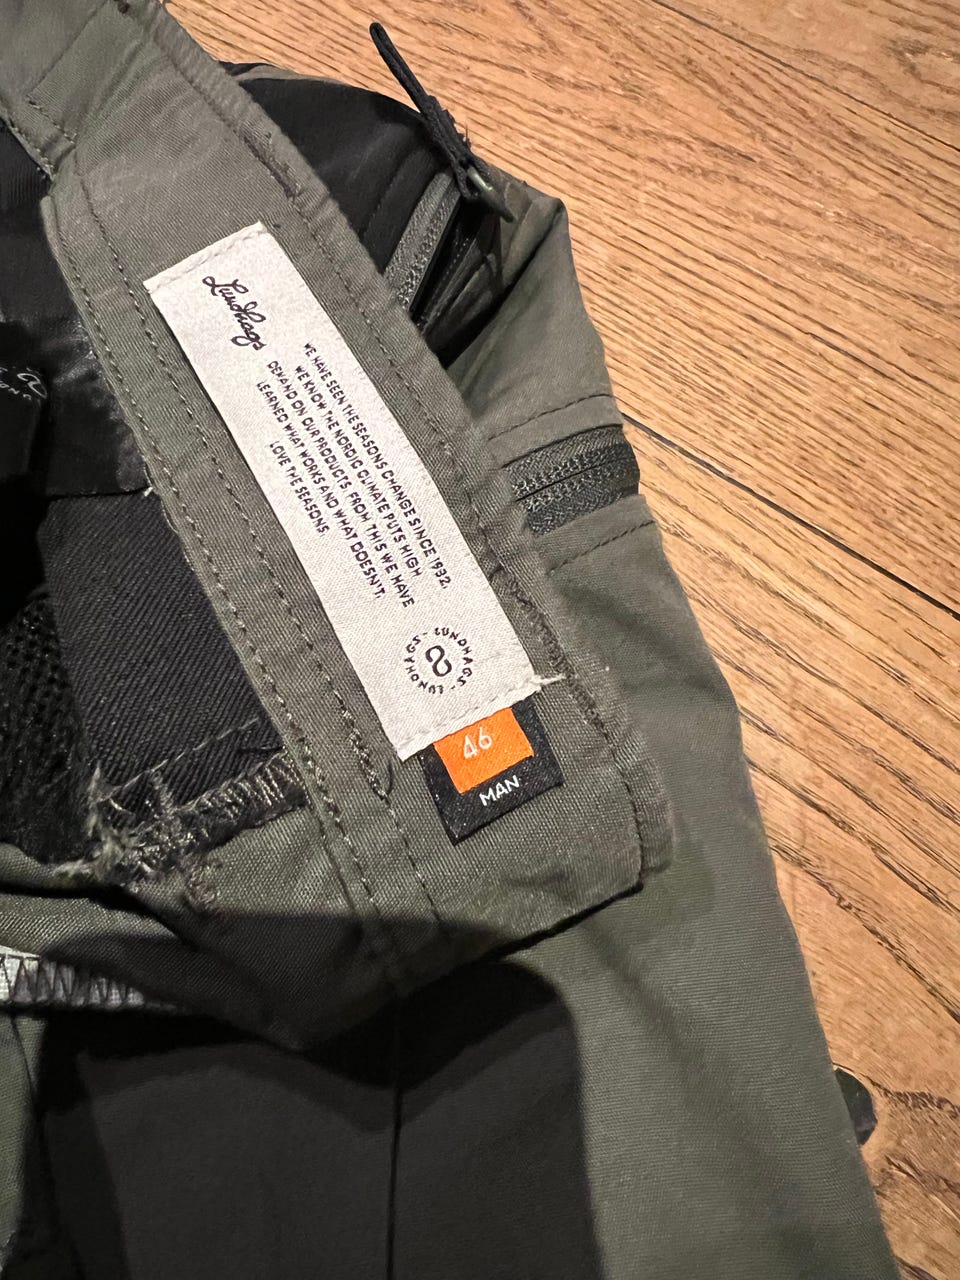 Lundhags
WE HAVE SEEN THE SEASONS CHANGE SINCE 1932.
WE KNOW THE NORDIC CLIMATE PUTS HIGH
DEMAND ON OUR PRODUCTS. FROM THIS WE HAVE
LEARNED WHAT WORKS AND WHAT DOESN'T.
LOVE THE SEASONS.
LUNDHAGS - LUNDHAGS -
46
MAN